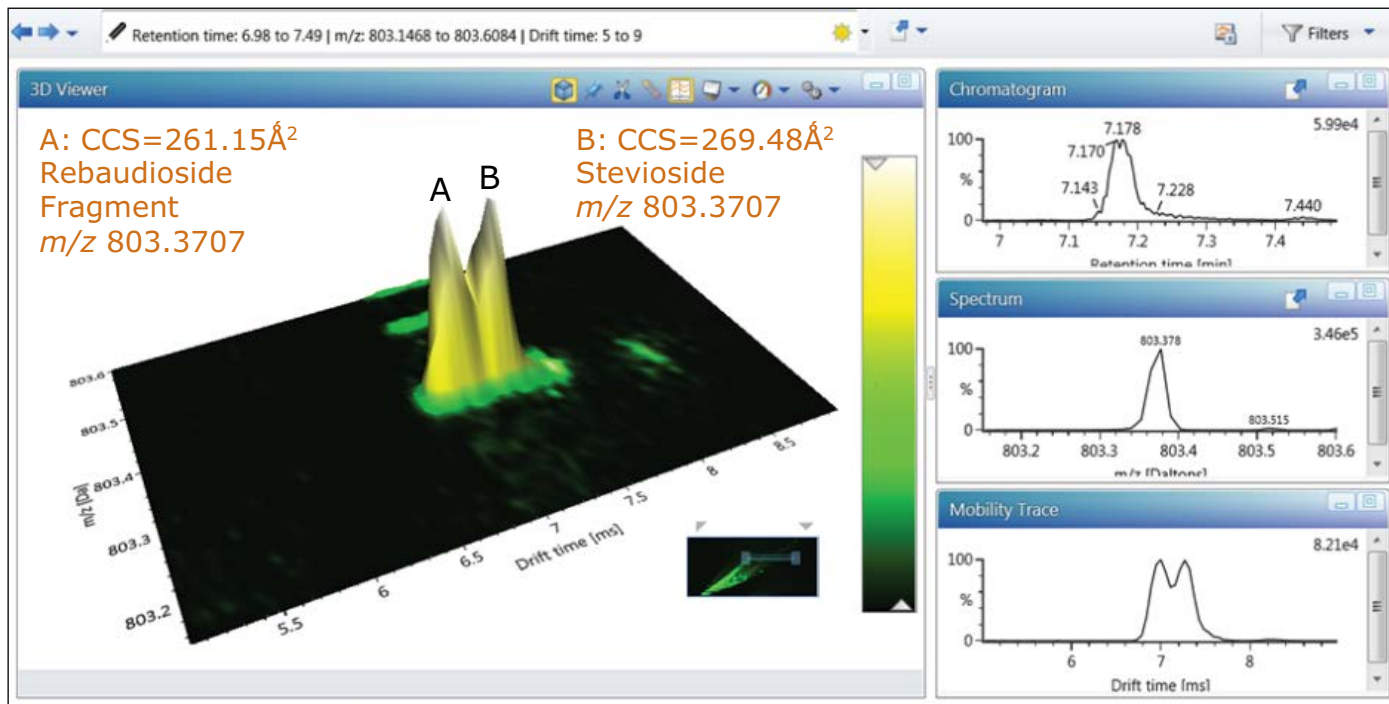 Retention time: 6.98 to 7.49 | m/z: 803.1468 to 803.6084 | Drift time: 5 to 9
Filters
3D Viewer
A: CCS=261.15Å²
Rebaudioside
Fragment
m/z 803.3707
B: CCS=269.48Å²
Stevioside
m/z 803.3707
A
B
803.6
803.5
803.4
803.3
803.2
m/z [Da]
5.5
6
6.5
7
7.5
8
8.5
Drift time [ms]
Chromatogram
5.99e4
100
%
0
7.178
7.170
7.143
7.228
7.440
7
7.1
7.2
7.3
7.4
Retention time [min]
Spectrum
3.46e5
100
%
0
803.378
803.515
803.2
803.3
803.4
803.5
803.6
m/z [Daltons]
Mobility Trace
8.21e4
100
%
0
6
7
8
Drift time [ms]